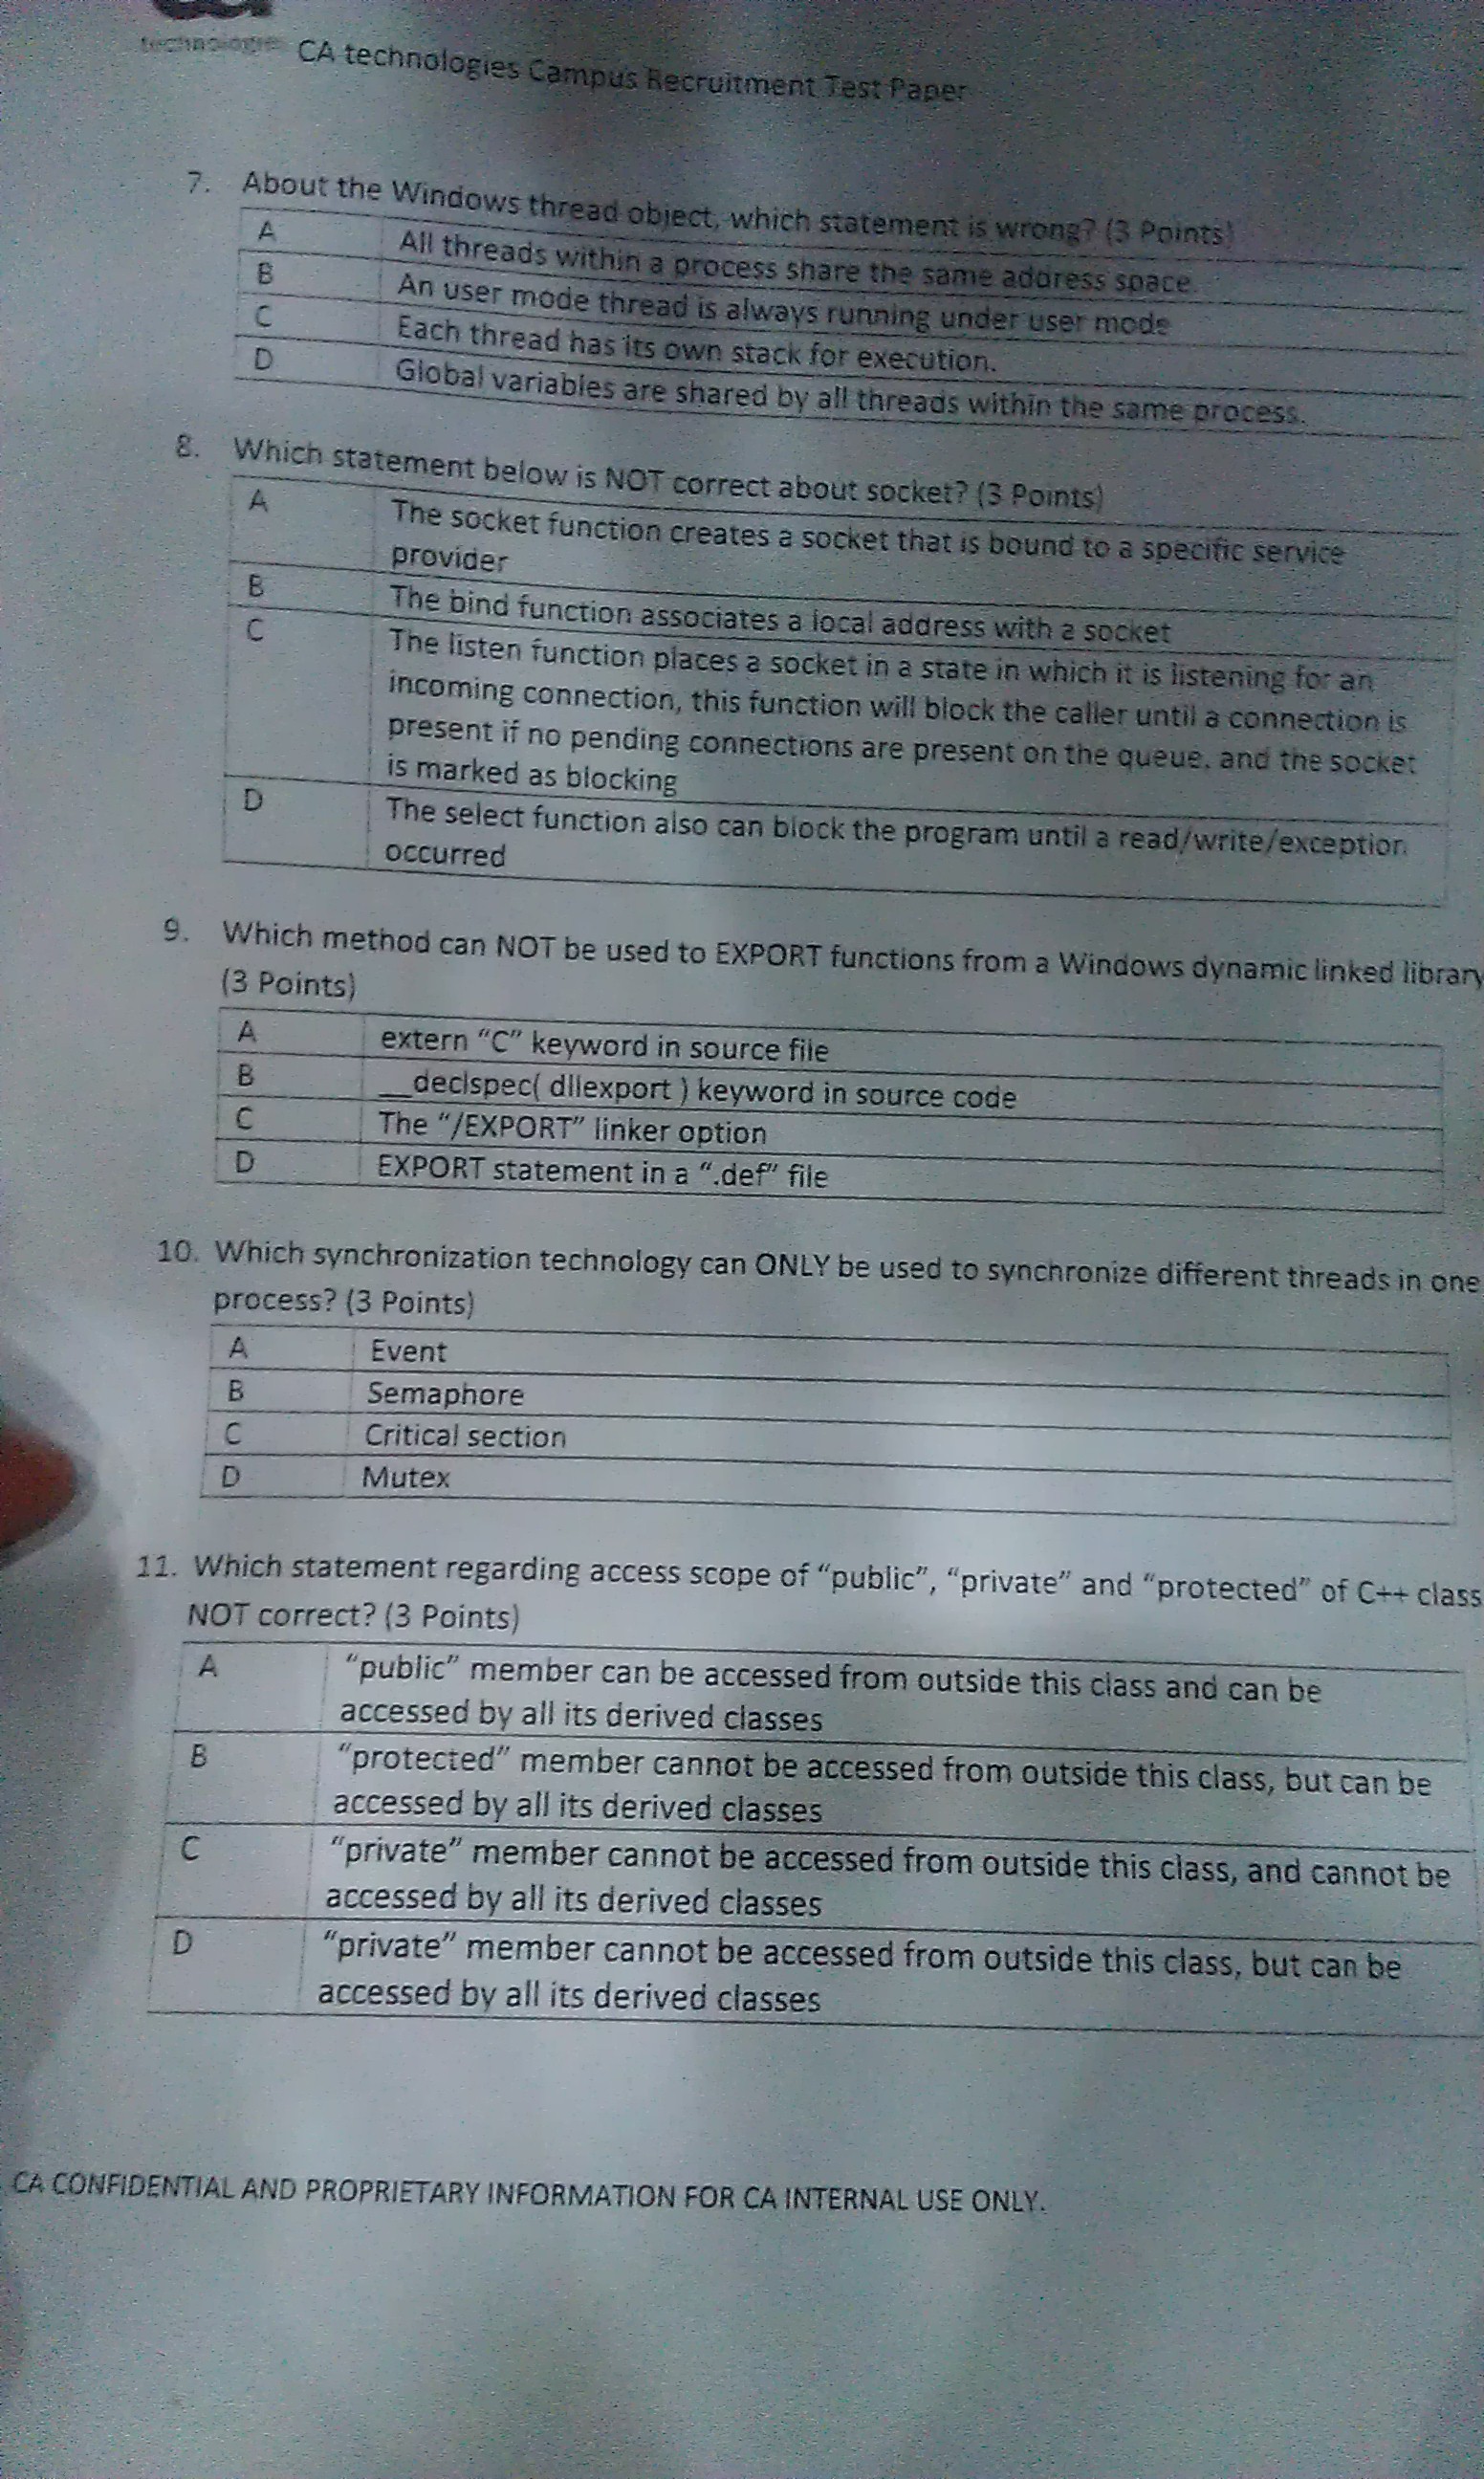 technologies CA technologies Campus Recruitment Test Paper
7. About the Windows thread object, which statement is wrong? (3 Points)
A All threads within a process share the same address space.
B An user mode thread is always running under user mode
C Each thread has its own stack for execution.
D Global variables are shared by all threads within the same process.
8. Which statement below is NOT correct about socket? (3 Points)
A The socket function creates a socket that is bound to a specific service
provider
B The bind function associates a local address with a socket
C The listen function places a socket in a state in which it is listening for an
incoming connection, this function will block the caller until a connection is
present if no pending connections are present on the queue, and the socket
is marked as blocking
D The select function also can block the program until a read/write/exception
occurred
9. Which method can NOT be used to EXPORT functions from a Windows dynamic linked library
(3 Points)
A extern “C” keyword in source file
B __declspec( dllexport ) keyword in source code
C The “/EXPORT” linker option
D EXPORT statement in a “.def” file
10. Which synchronization technology can ONLY be used to synchronize different threads in one
process? (3 Points)
A Event
B Semaphore
C Critical section
D Mutex
11. Which statement regarding access scope of “public”, “private” and “protected” of C++ class
NOT correct? (3 Points)
A “public” member can be accessed from outside this class and can be
accessed by all its derived classes
B “protected” member cannot be accessed from outside this class, but can be
accessed by all its derived classes
C “private” member cannot be accessed from outside this class, and cannot be
accessed by all its derived classes
D “private” member cannot be accessed from outside this class, but can be
accessed by all its derived classes
CA CONFIDENTIAL AND PROPRIETARY INFORMATION FOR CA INTERNAL USE ONLY.